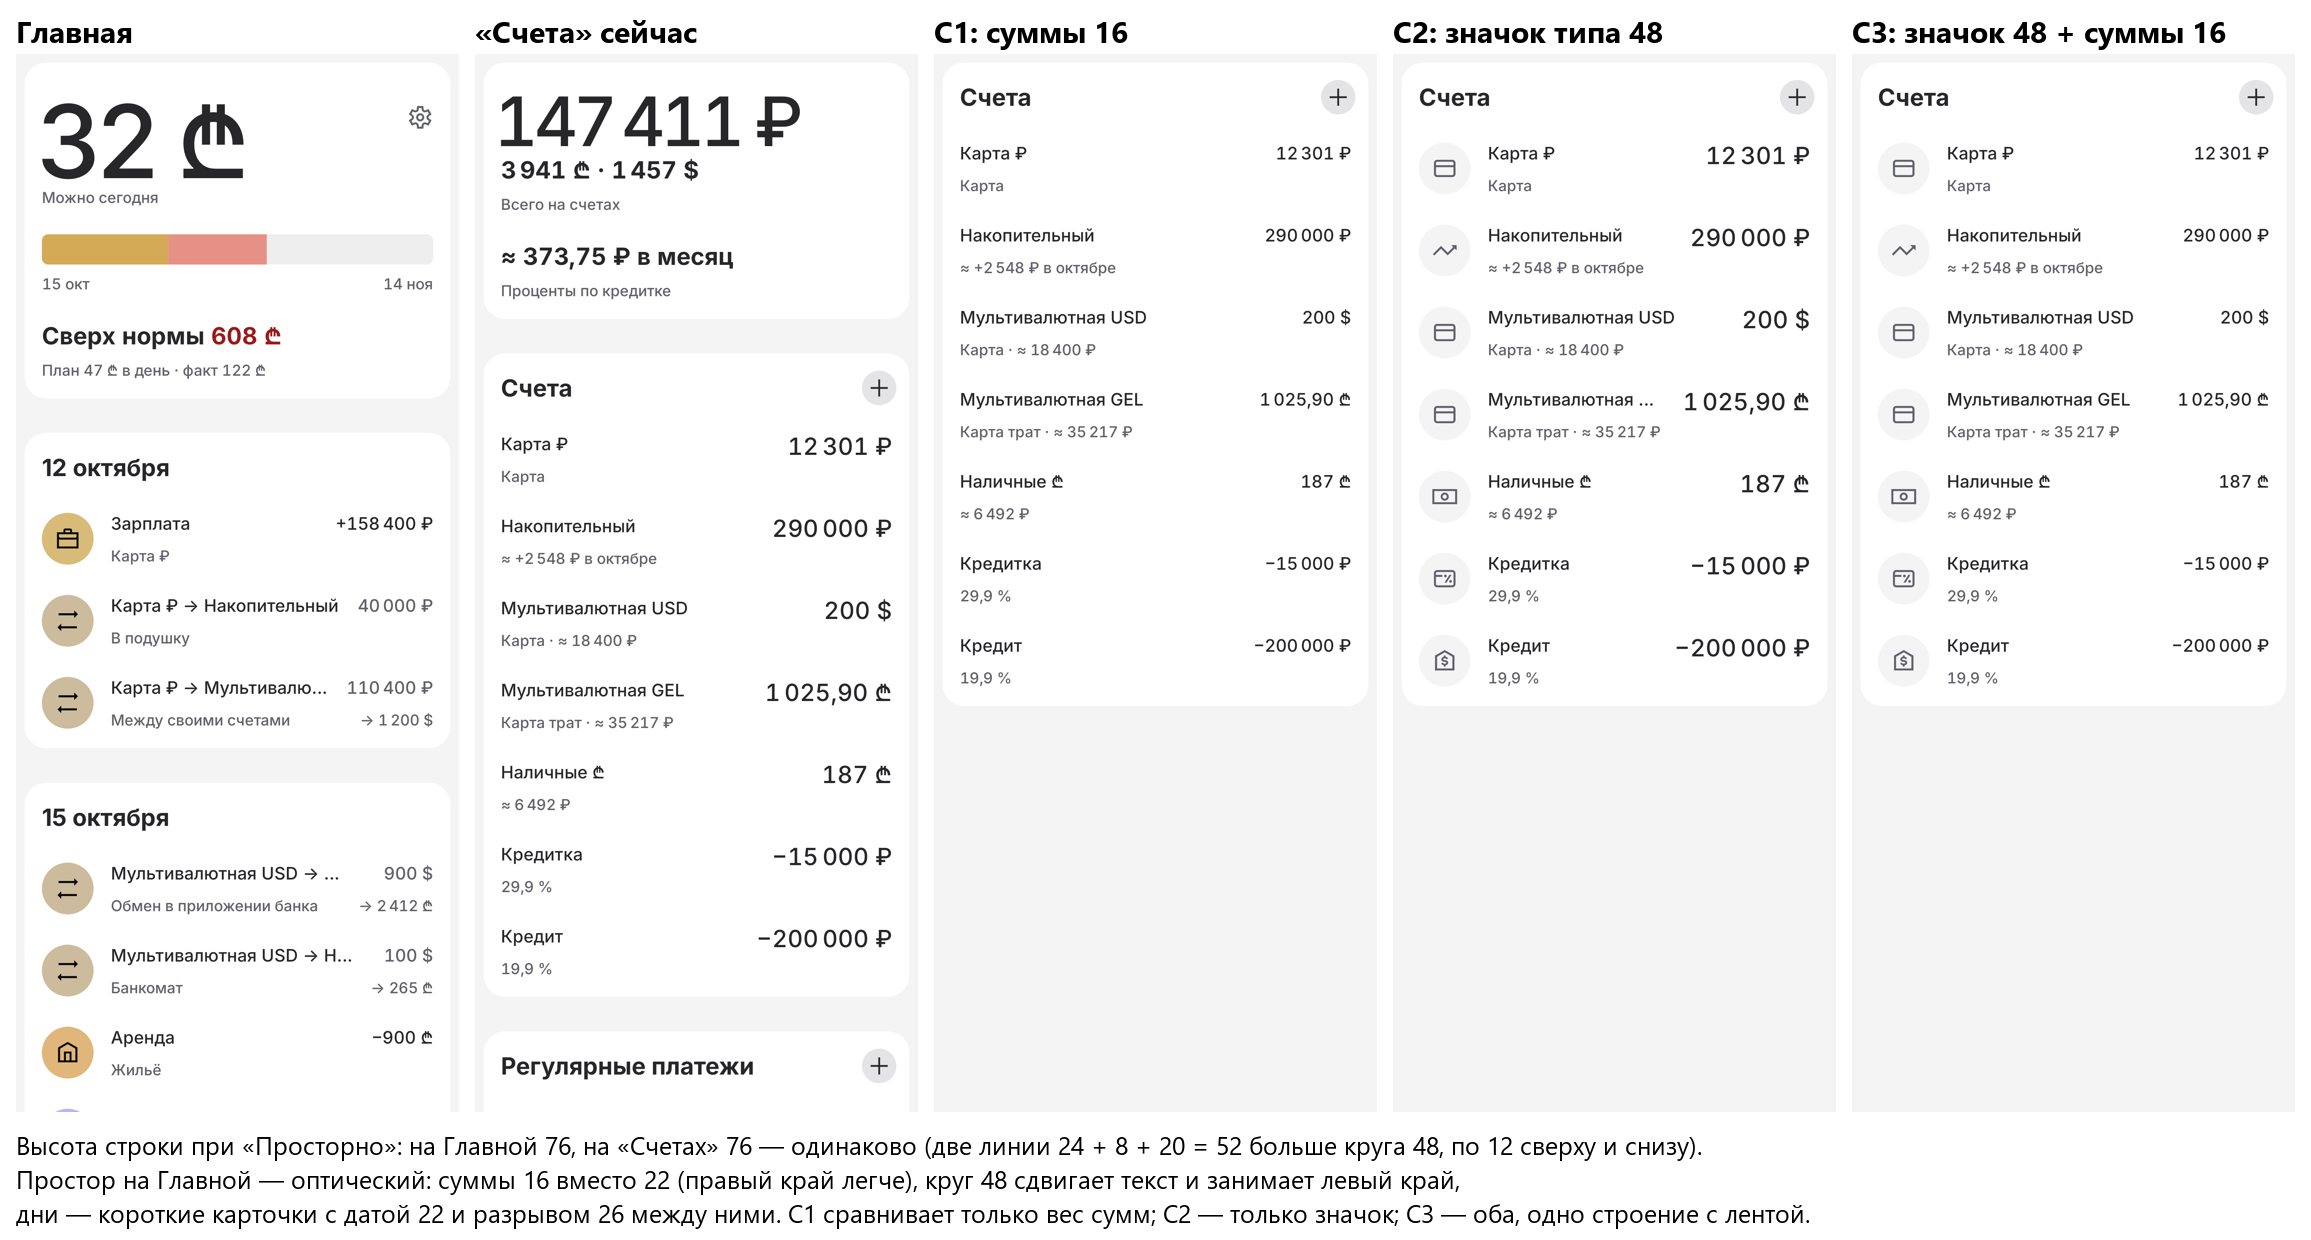 Главная
32 ₾
Можно сегодня
15 окт 14 ноя
Сверх нормы 608 ₾
План 47 ₾ в день · факт 122 ₾
12 октября
Зарплата +158 400 ₽
Карта ₽
Карта ₽ → Накопительный 40 000 ₽
В подушку
Карта ₽ → Мультивалю... 110 400 ₽
Между своими счетами → 1 200 $
15 октября
Мультивалютная USD → ... 900 $
Обмен в приложении банка → 2 412 ₾
Мультивалютная USD → Н... 100 $
Банкомат → 265 ₾
Аренда −900 ₾
Жильё
«Счета» сейчас
147 411 ₽
3 941 ₾ · 1 457 $
Всего на счетах
≈ 373,75 ₽ в месяц
Проценты по кредитке
Счета
Карта ₽ 12 301 ₽
Карта
Накопительный 290 000 ₽
≈ +2 548 ₽ в октябре
Мультивалютная USD 200 $
Карта · ≈ 18 400 ₽
Мультивалютная GEL 1 025,90 ₾
Карта трат · ≈ 35 217 ₽
Наличные ₾ 187 ₾
≈ 6 492 ₽
Кредитка −15 000 ₽
29,9 %
Кредит −200 000 ₽
19,9 %
Регулярные платежи
C1: суммы 16
Счета
Карта ₽ 12 301 ₽
Карта
Накопительный 290 000 ₽
≈ +2 548 ₽ в октябре
Мультивалютная USD 200 $
Карта · ≈ 18 400 ₽
Мультивалютная GEL 1 025,90 ₾
Карта трат · ≈ 35 217 ₽
Наличные ₾ 187 ₾
≈ 6 492 ₽
Кредитка −15 000 ₽
29,9 %
Кредит −200 000 ₽
19,9 %
C2: значок типа 48
Счета
Карта ₽ 12 301 ₽
Карта
Накопительный 290 000 ₽
≈ +2 548 ₽ в октябре
Мультивалютная USD 200 $
Карта · ≈ 18 400 ₽
Мультивалютная ... 1 025,90 ₾
Карта трат · ≈ 35 217 ₽
Наличные ₾ 187 ₾
≈ 6 492 ₽
Кредитка −15 000 ₽
29,9 %
Кредит −200 000 ₽
19,9 %
C3: значок 48 + суммы 16
Счета
Карта ₽ 12 301 ₽
Карта
Накопительный 290 000 ₽
≈ +2 548 ₽ в октябре
Мультивалютная USD 200 $
Карта · ≈ 18 400 ₽
Мультивалютная GEL 1 025,90 ₾
Карта трат · ≈ 35 217 ₽
Наличные ₾ 187 ₾
≈ 6 492 ₽
Кредитка −15 000 ₽
29,9 %
Кредит −200 000 ₽
19,9 %
Высота строки при «Просторно»: на Главной 76, на «Счетах» 76 — одинаково (две линии 24 + 8 + 20 = 52 больше круга 48, по 12 сверху и снизу).
Простор на Главной — оптический: суммы 16 вместо 22 (правый край легче), круг 48 сдвигает текст и занимает левый край,
дни — короткие карточки с датой 22 и разрывом 26 между ними. C1 сравнивает только вес сумм; C2 — только значок; C3 — оба, одно строение с лентой.